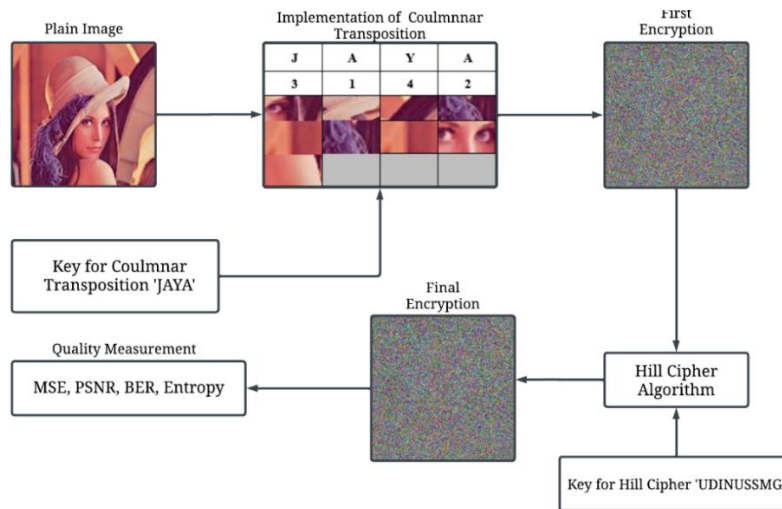 Plain Image
Implementation of Coulmnnar
Transposition
First
Encryption
J A Y A
3 1 4 2
Key for Coulmnar
Transposition 'JAYA'
Final
Encryption
Quality Measurement
MSE, PSNR, BER, Entropy
Hill Cipher
Algorithm
Key for Hill Cipher 'UDINUSSMG